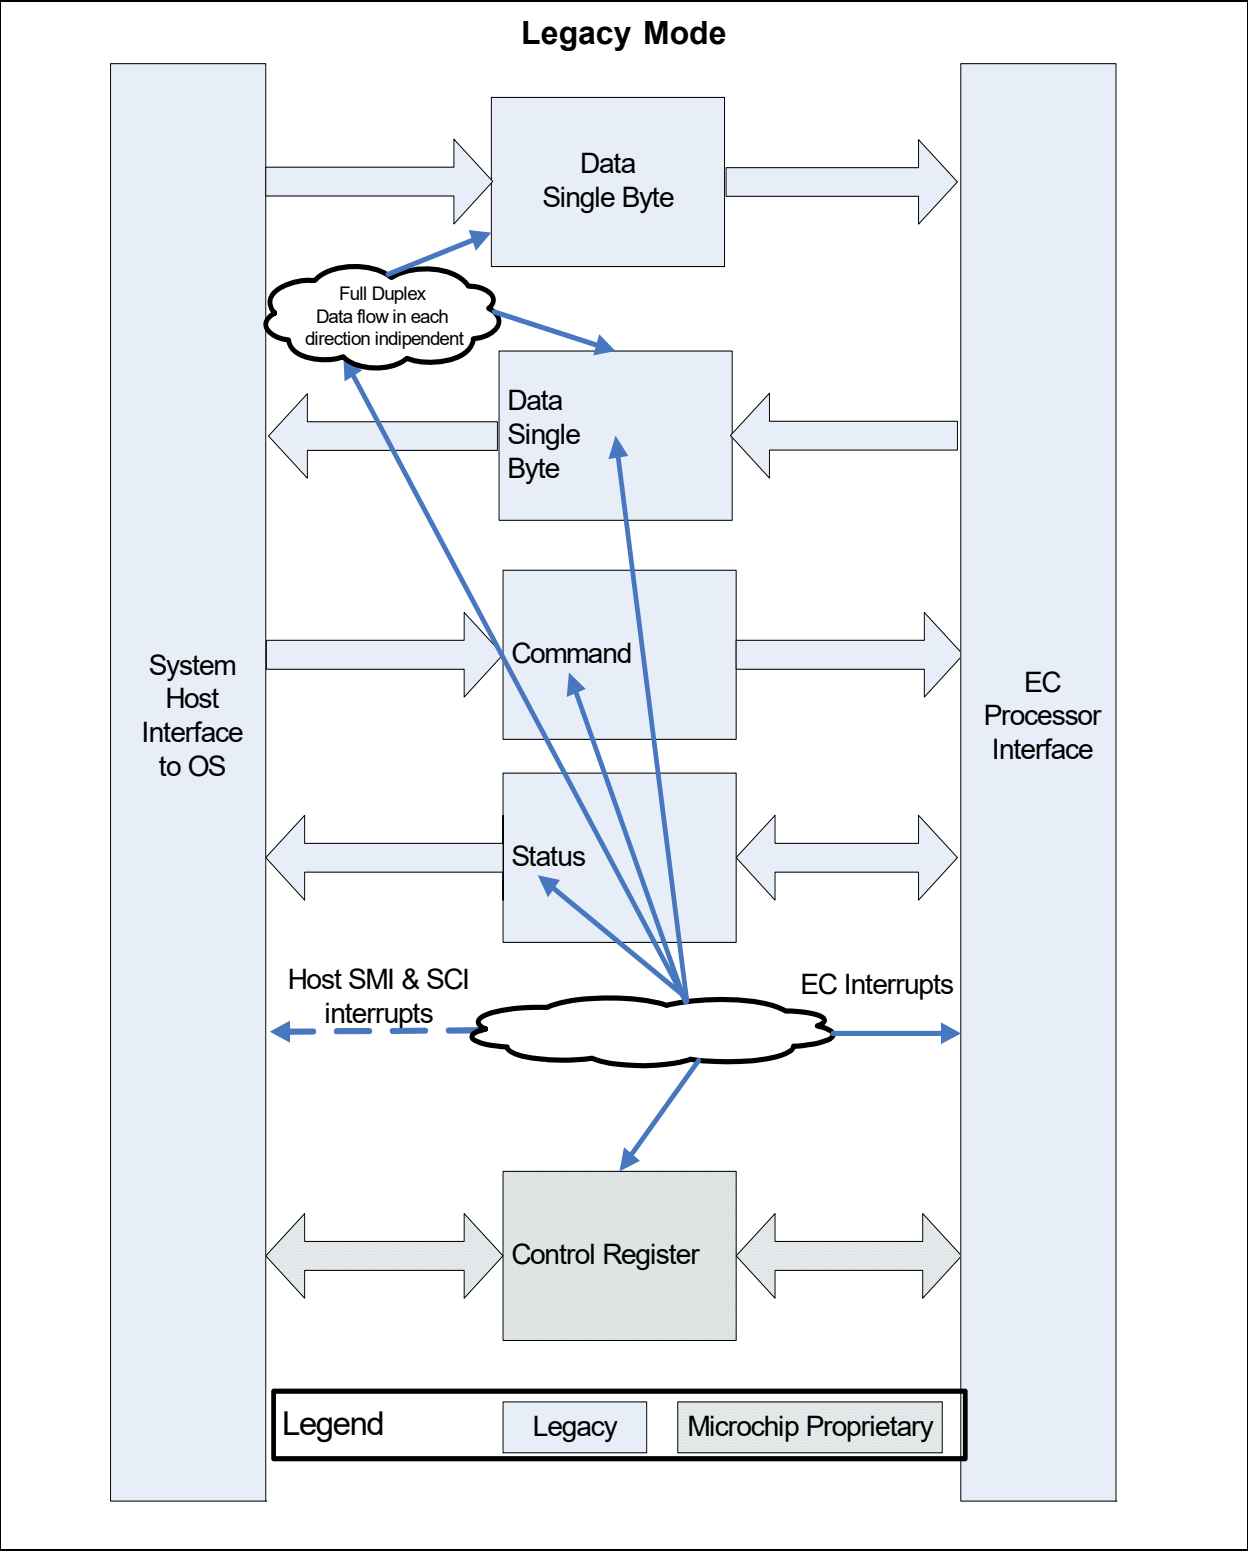 Legacy Mode
Data
Single Byte
Full Duplex
Data flow in each
direction indipendent
Data
Single
Byte
Command
System
Host
Interface
to OS
EC
Processor
Interface
Status
Host SMI & SCI
interrupts
EC Interrupts
Control Register
Legend
Legacy
Microchip Proprietary